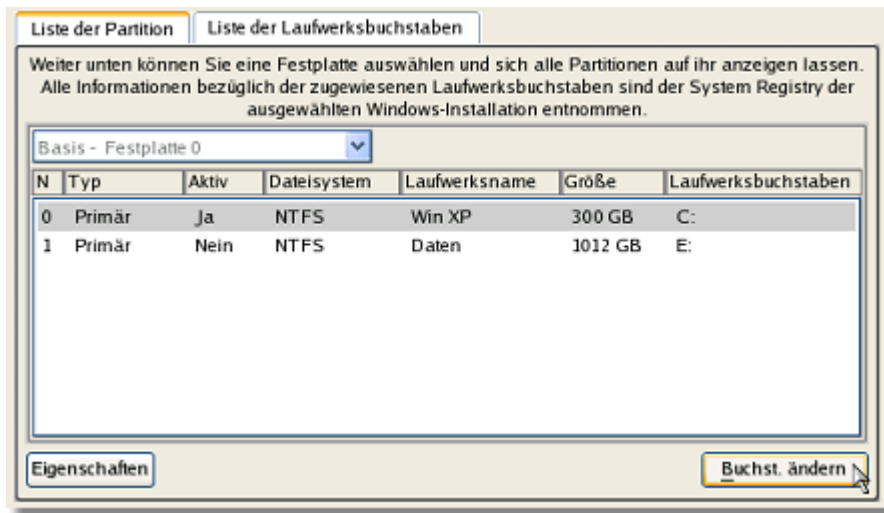 Liste der Partition Liste der Laufwerksbuchstaben
Weiter unten können Sie eine Festplatte auswählen und sich alle Partitionen auf ihr anzeigen lassen.
Alle Informationen bezüglich der zugewiesenen Laufwerksbuchstaben sind der System Registry der
ausgewählten Windows-Installation entnommen.
Basis - Festplatte 0
N Typ Aktiv Dateisystem Laufwerksname Größe Laufwerksbuchstaben
0 Primär Ja NTFS Win XP 300 GB C:
1 Primär Nein NTFS Daten 1012 GB E:
Eigenschaften Buchst. ändern